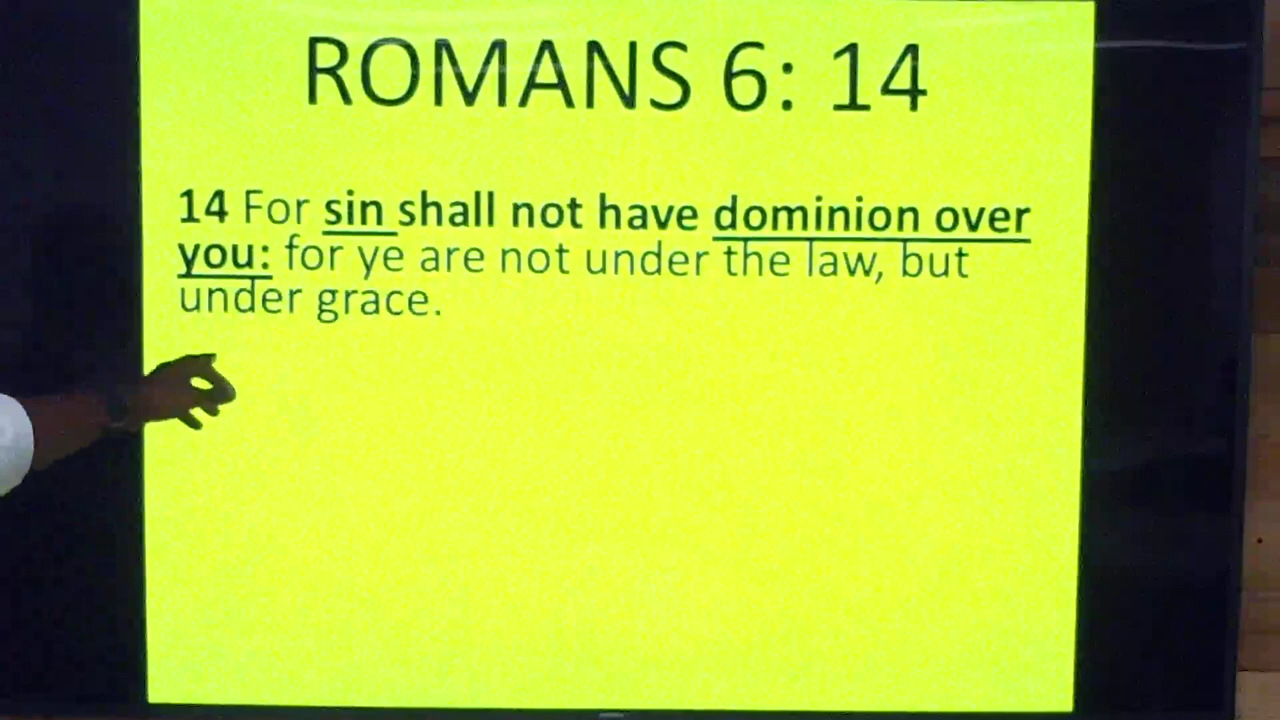 ROMANS 6: 14
14 For sin shall not have dominion over
you: for ye are not under the law, but
under grace.